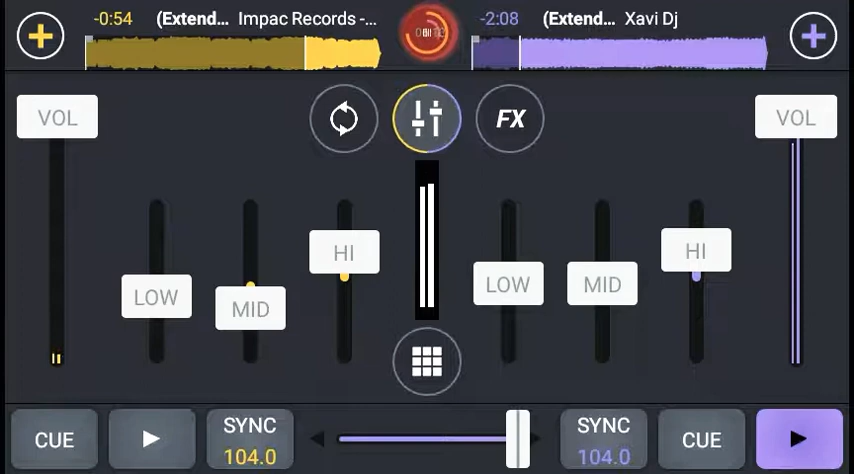 -0:54 (Extend... Impac Records -...
-2:08 (Extend... Xavi Dj
VOL
FX
VOL
LOW
MID
HI
LOW
MID
HI
CUE
SYNC
104.0
SYNC
104.0
CUE